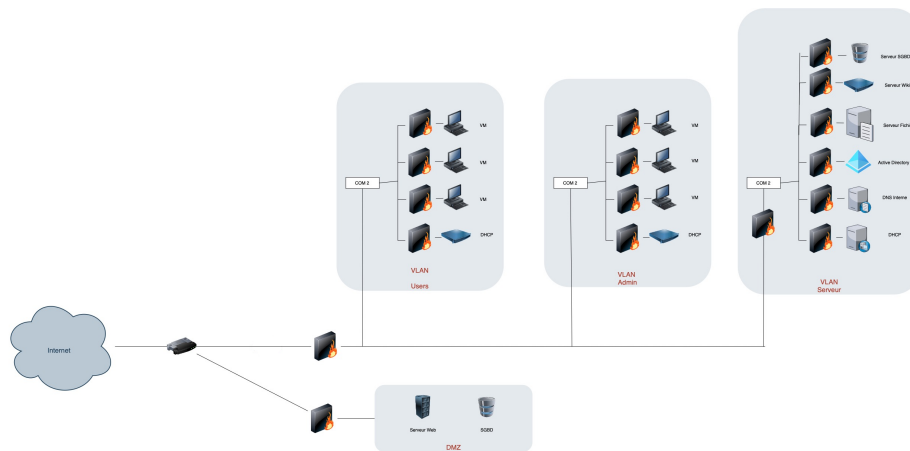 Serveur SGBD
Serveur Wiki
Serveur Fichi
Active Directory
DNS Interne
DHCP
COM 2
VLAN
Serveur
VM
VM
VM
DHCP
COM 2
VLAN
Admin
VM
VM
VM
DHCP
COM 2
VLAN
Users
Internet
Serveur Web
SGBD
DMZ